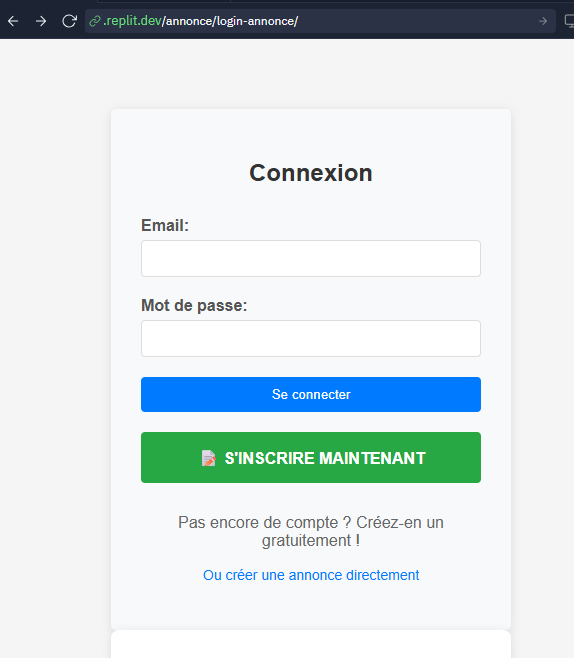 .replit.dev/annonce/login-annonce/
Connexion
Email:
Mot de passe:
Se connecter
S'INSCRIRE MAINTENANT
Pas encore de compte ? Créez-en un
gratuitement !
Ou créer une annonce directement